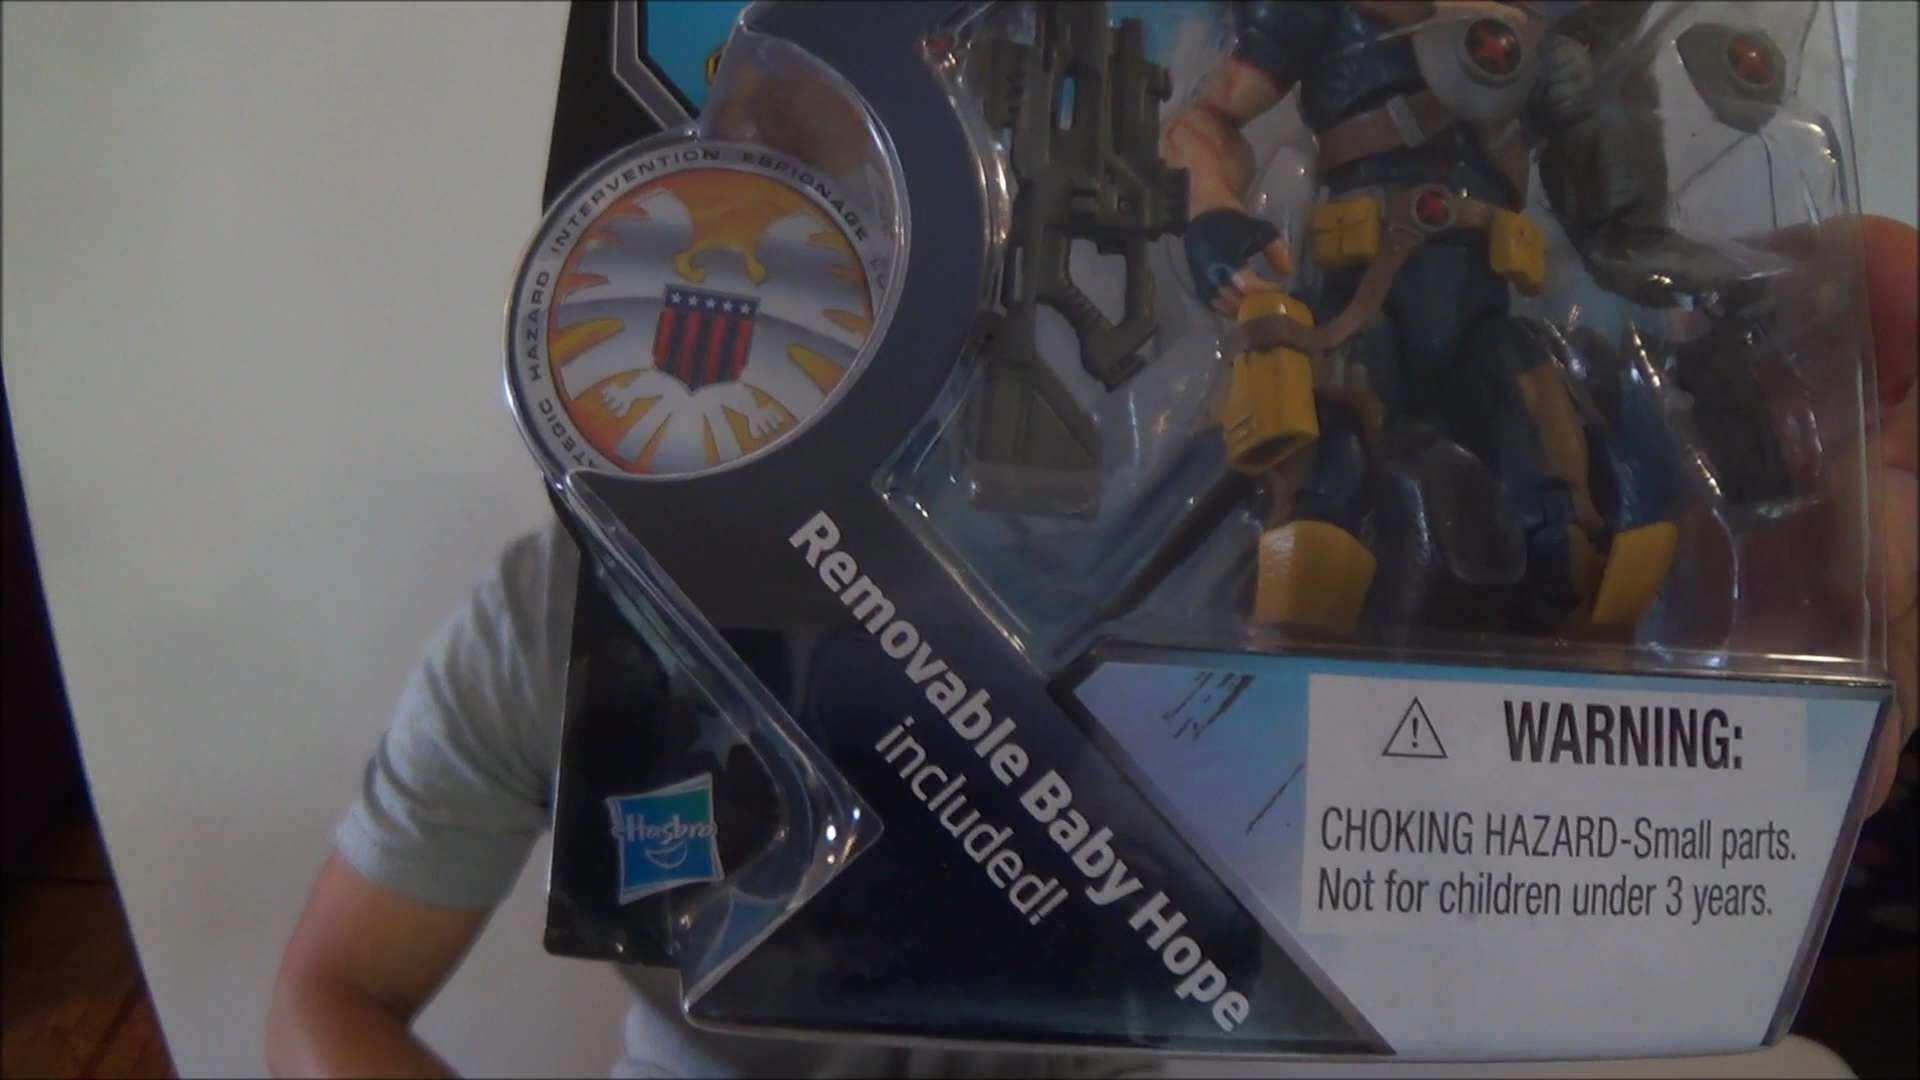 HAZARD INTERVENTION ESPIONAGE
Removable Baby Hope
included!
Hasbro
WARNING:
CHOKING HAZARD-Small parts.
Not for children under 3 years.